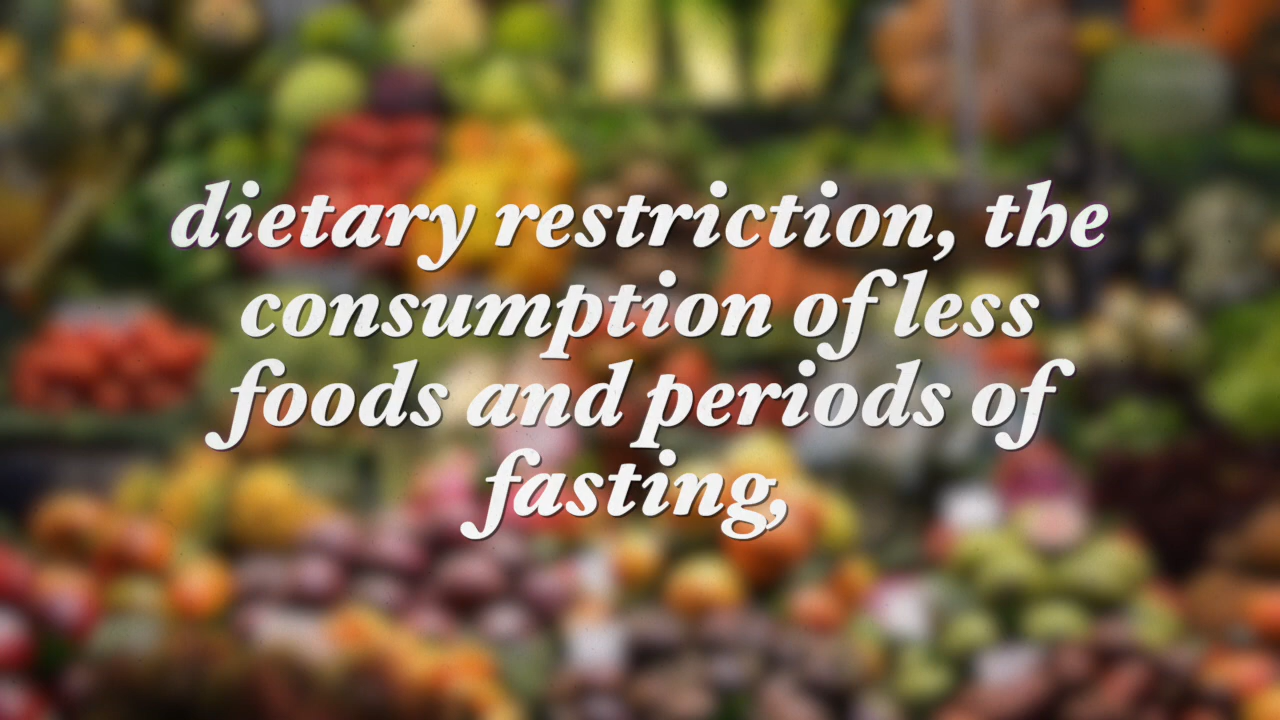 dietary restriction, the
consumption of less
foods and periods of
fasting,